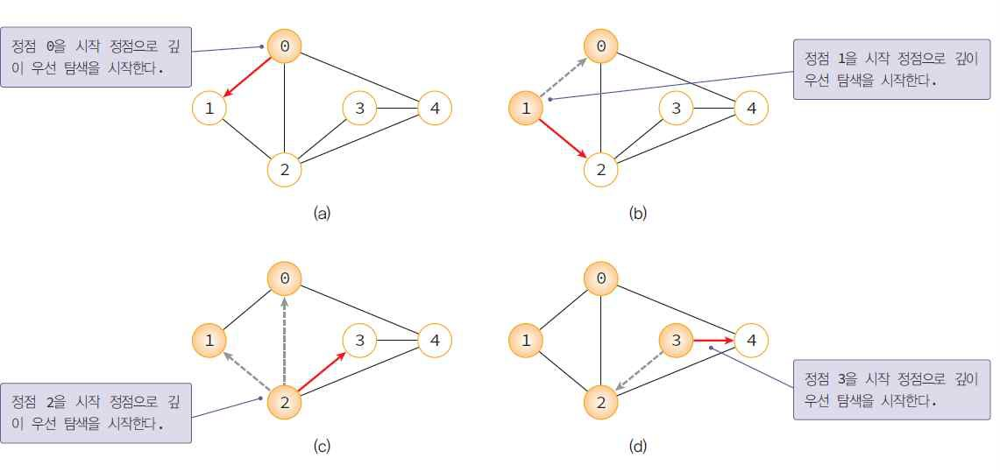 정점 0을 시작 정점으로 깊
이 우선 탐색을 시작한다.
0
1
3
4
2
(a)
정점 1을 시작 정점으로 깊이
우선 탐색을 시작한다.
0
1
3
4
2
(b)
정점 2을 시작 정점으로 깊
이 우선 탐색을 시작한다.
0
1
3
4
2
(c)
정점 3을 시작 정점으로 깊이
우선 탐색을 시작한다.
0
1
3
4
2
(d)